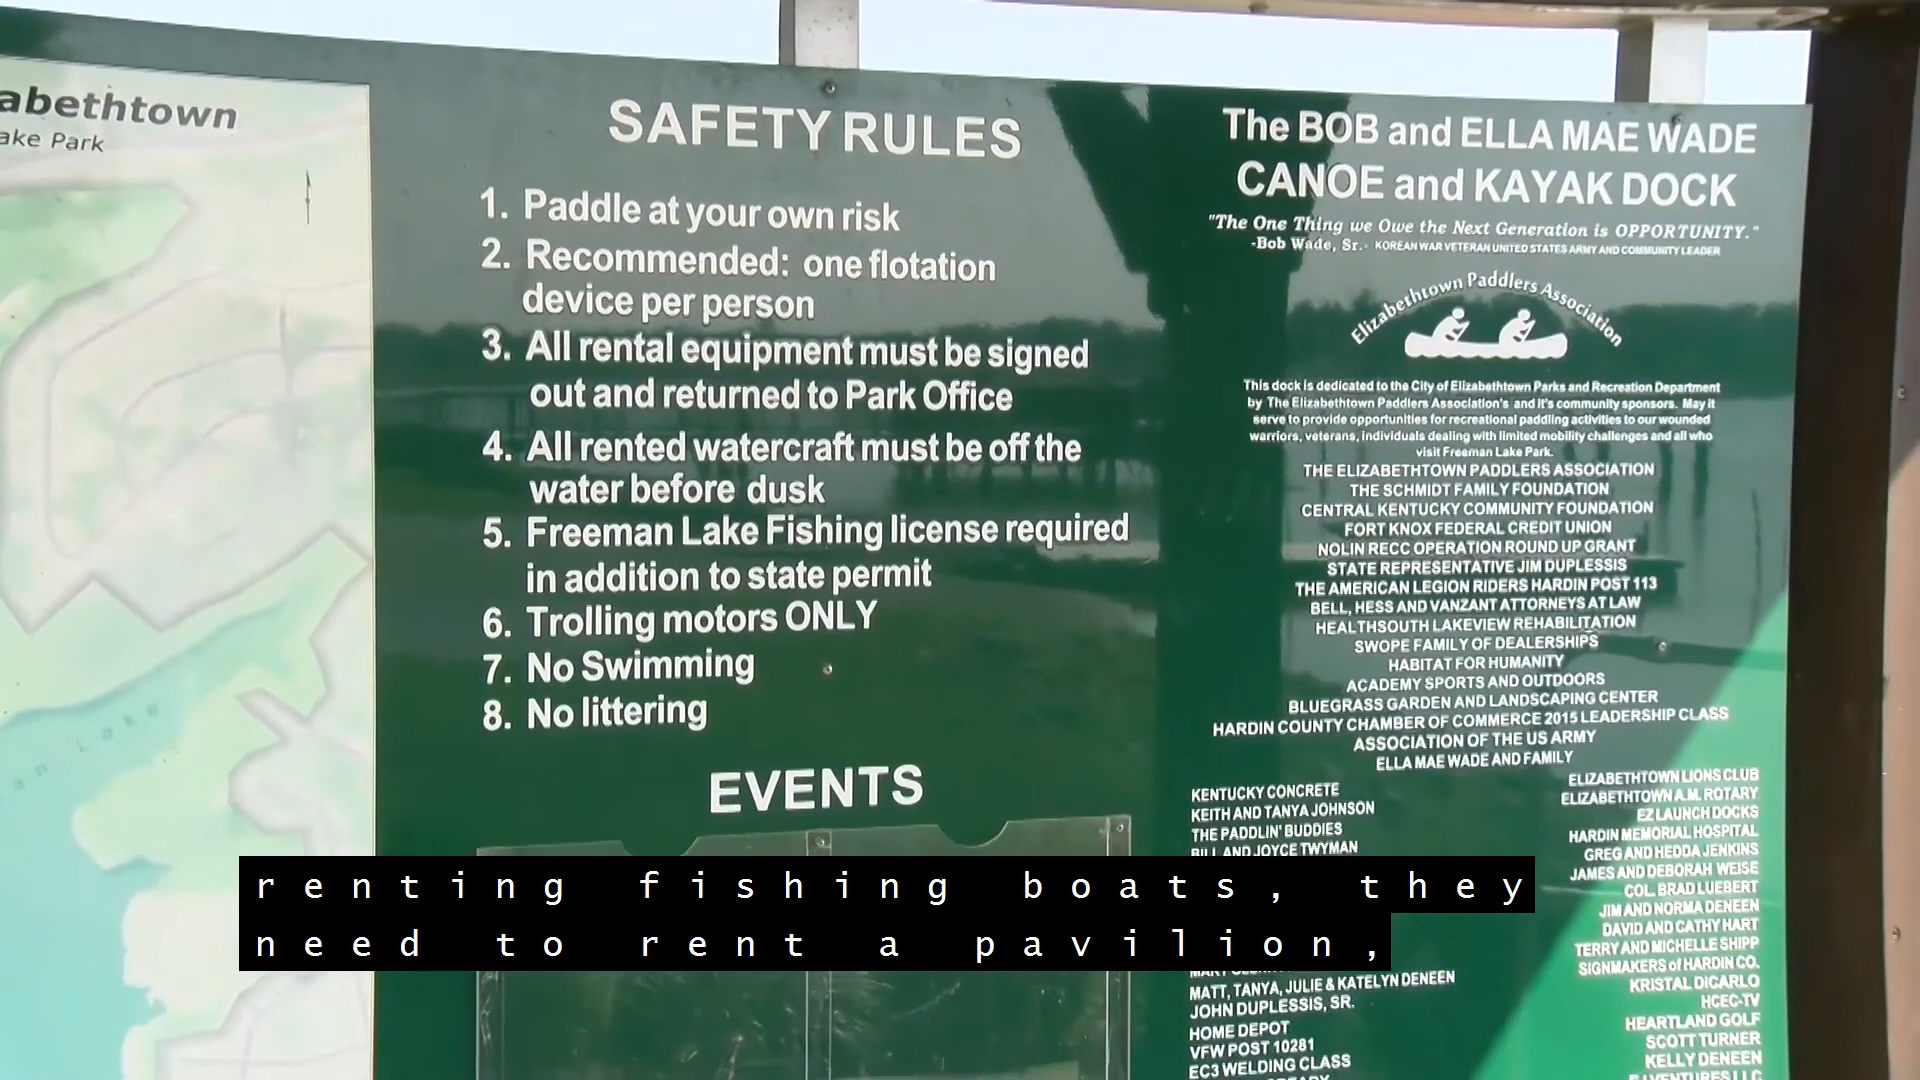 abethtown
ake Park
an Lake
SAFETY RULES
1. Paddle at your own risk
2. Recommended: one flotation
device per person
3. All rental equipment must be signed
out and returned to Park Office
4. All rented watercraft must be off the
water before dusk
5. Freeman Lake Fishing license required
in addition to state permit
6. Trolling motors ONLY
7. No Swimming
8. No littering
EVENTS
The BOB and ELLA MAE WADE
CANOE and KAYAK DOCK
"The One Thing we Owe the Next Generation is OPPORTUNITY."
-Bob Wade, Sr.- KOREAN WAR VETERAN UNITED STATES ARMY AND COMMUNITY LEADER
Elizabethtown Paddlers Association
This dock is dedicated to the City of Elizabethtown Parks and Recreation Department
by The Elizabethtown Paddlers Association's and it's community sponsors. May it
serve to provide opportunities for recreational paddling activities to our wounded
warriors, veterans, individuals dealing with limited mobility challenges and all who
visit Freeman Lake Park.
THE ELIZABETHTOWN PADDLERS ASSOCIATION
THE SCHMIDT FAMILY FOUNDATION
CENTRAL KENTUCKY COMMUNITY FOUNDATION
FORT KNOX FEDERAL CREDIT UNION
NOLIN RECC OPERATION ROUND UP GRANT
STATE REPRESENTATIVE JIM DUPLESSIS
THE AMERICAN LEGION RIDERS HARDIN POST 113
BELL, HESS AND VANZANT ATTORNEYS AT LAW
HEALTHSOUTH LAKEVIEW REHABILITATION
SWOPE FAMILY OF DEALERSHIPS
HABITAT FOR HUMANITY
ACADEMY SPORTS AND OUTDOORS
BLUEGRASS GARDEN AND LANDSCAPING CENTER
HARDIN COUNTY CHAMBER OF COMMERCE 2015 LEADERSHIP CLASS
ASSOCIATION OF THE US ARMY
ELLA MAE WADE AND FAMILY
KENTUCKY CONCRETE
KEITH AND TANYA JOHNSON
THE PADDLIN' BUDDIES
BILL AND JOYCE TWYMAN
MATT, TANYA, JULIE & KATELYN DENEEN
JOHN DUPLESSIS, SR.
HOME DEPOT
VFW POST 10281
EC3 WELDING CLASS
ELIZABETHTOWN LIONS CLUB
ELIZABETHTOWN A.M. ROTARY
EZ LAUNCH DOCKS
HARDIN MEMORIAL HOSPITAL
GREG AND HEDDA JENKINS
JAMES AND DEBORAH WEISE
COL. BRAD LUEBERT
JIM AND NORMA DENEEN
DAVID AND CATHY HART
TERRY AND MICHELLE SHIPP
SIGNMAKERS of HARDIN CO.
KRISTAL DICARLO
HCEC-TV
HEARTLAND GOLF
SCOTT TURNER
KELLY DENEEN
renting fishing boats, they
need to rent a pavilion,